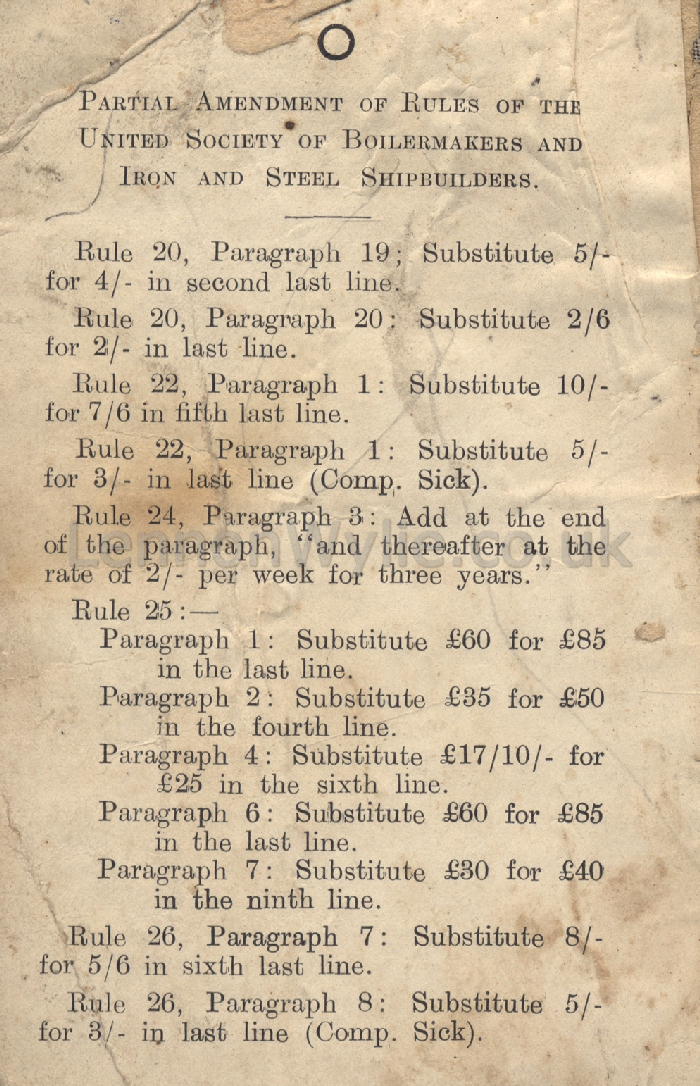 PARTIAL AMENDMENT OF RULES OF THE
UNITED SOCIETY OF BOILERMAKERS AND
IRON AND STEEL SHIPBUILDERS.
Rule 20, Paragraph 19; Substitute 5/-
for 4/- in second last line.
Rule 20, Paragraph 20: Substitute 2/6
for 2/- in last line.
Rule 22, Paragraph 1: Substitute 10/-
for 7/6 in fifth last line.
Rule 22, Paragraph 1: Substitute 5/-
for 3/- in last line (Comp. Sick).
Rule 24, Paragraph 3: Add at the end
of the paragraph, “and thereafter at the
rate of 2/- per week for three years.”
Rule 25:—
Paragraph 1: Substitute £60 for £85
in the last line.
Paragraph 2: Substitute £35 for £50
in the fourth line.
Paragraph 4: Substitute £17/10/- for
£25 in the sixth line.
Paragraph 6: Substitute £60 for £85
in the last line.
Paragraph 7: Substitute £30 for £40
in the ninth line.
Rule 26, Paragraph 7: Substitute 8/-
for 5/6 in sixth last line.
Rule 26, Paragraph 8: Substitute 5/-
for 3/- in last line (Comp. Sick).